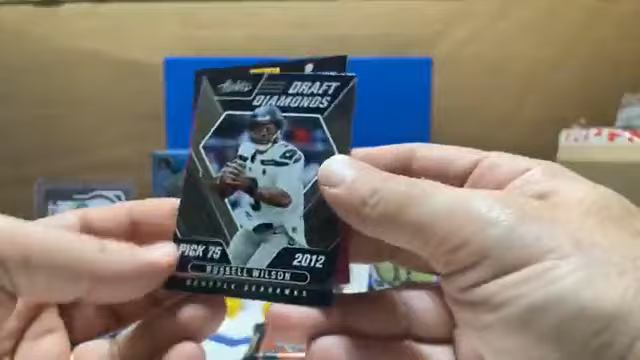 Absolute
DRAFT
DIAMONDS
PICK 75
2012
RUSSELL WILSON
SEATTLE SEAHAWKS